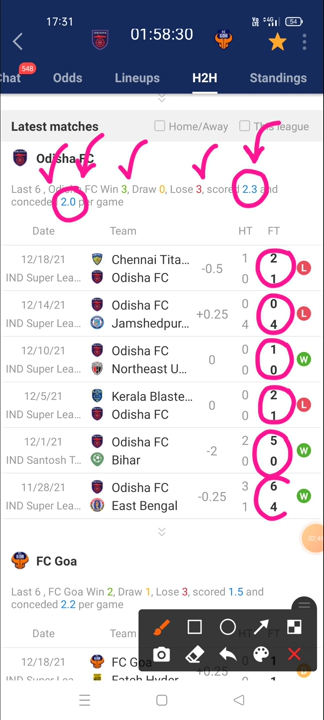 17:31
01:58:30
54
548
Chat Odds Lineups H2H Standings
Latest matches Home/Away This league
Odisha FC
Last 6 , Odisha FC Win 3, Draw 0, Lose 3, scored 2.3 and
conceded 2.0 per game
Date Team HT FT
12/18/21 Chennai Tita... 1 2
IND Super Lea... Odisha FC -0.5 0 1 L
12/14/21 Odisha FC 0 0
IND Super Lea... Jamshedpur... +0.25 4 4 L
12/10/21 Odisha FC 0 1
IND Super Lea... Northeast U... 0 0 0 W
12/5/21 Kerala Blaste... 0 2
IND Super Lea... Odisha FC 0 0 1 L
12/1/21 Odisha FC 2 5
IND Santosh T... Bihar -2 0 0 W
11/28/21 Odisha FC 3 6
IND Super Lea... East Bengal -0.25 1 4 W
FC Goa
Last 6 , FC Goa Win 2, Draw 1, Lose 3, scored 1.5 and
conceded 2.2 per game
Date
12/18/21 FC Goa
IND Super Lea...